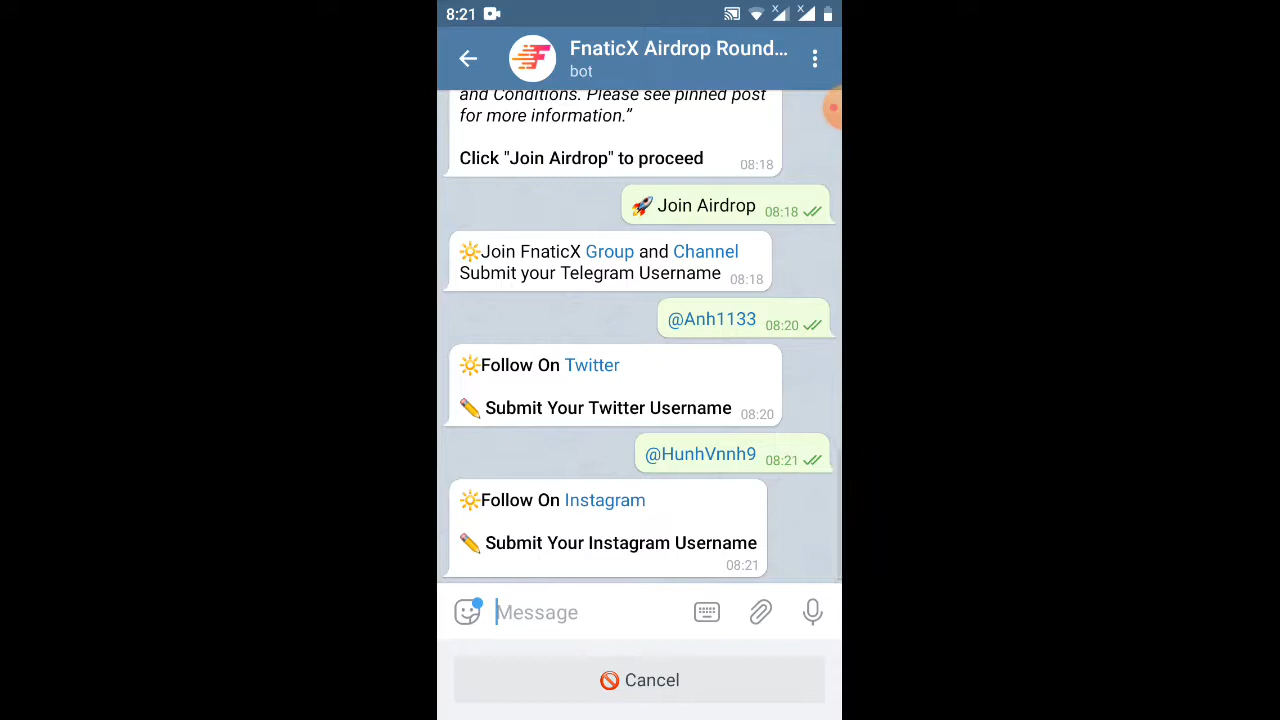 8:21
FnaticX Airdrop Round...
bot
and Conditions. Please see pinned post
for more information.”
Click "Join Airdrop" to proceed
08:18
🚀 Join Airdrop 08:18
🔆Join FnaticX Group and Channel
Submit your Telegram Username 08:18
@Anh1133 08:20
🔆Follow On Twitter
✏️ Submit Your Twitter Username 08:20
@HunhVnnh9 08:21
🔆Follow On Instagram
✏️ Submit Your Instagram Username
08:21
Message
🚫 Cancel